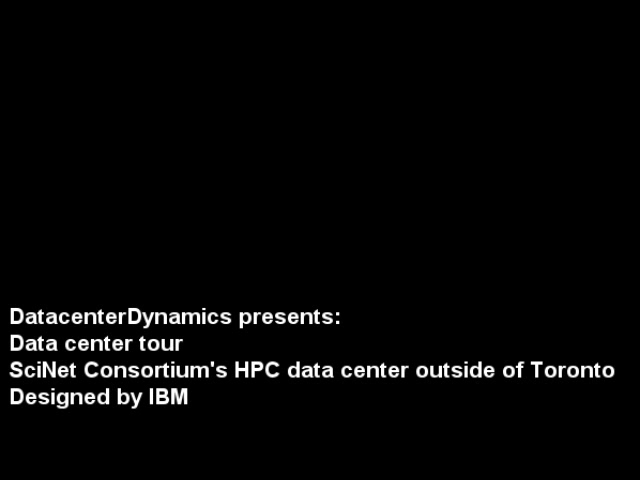 DatacenterDynamics presents:
Data center tour
SciNet Consortium's HPC data center outside of Toronto
Designed by IBM